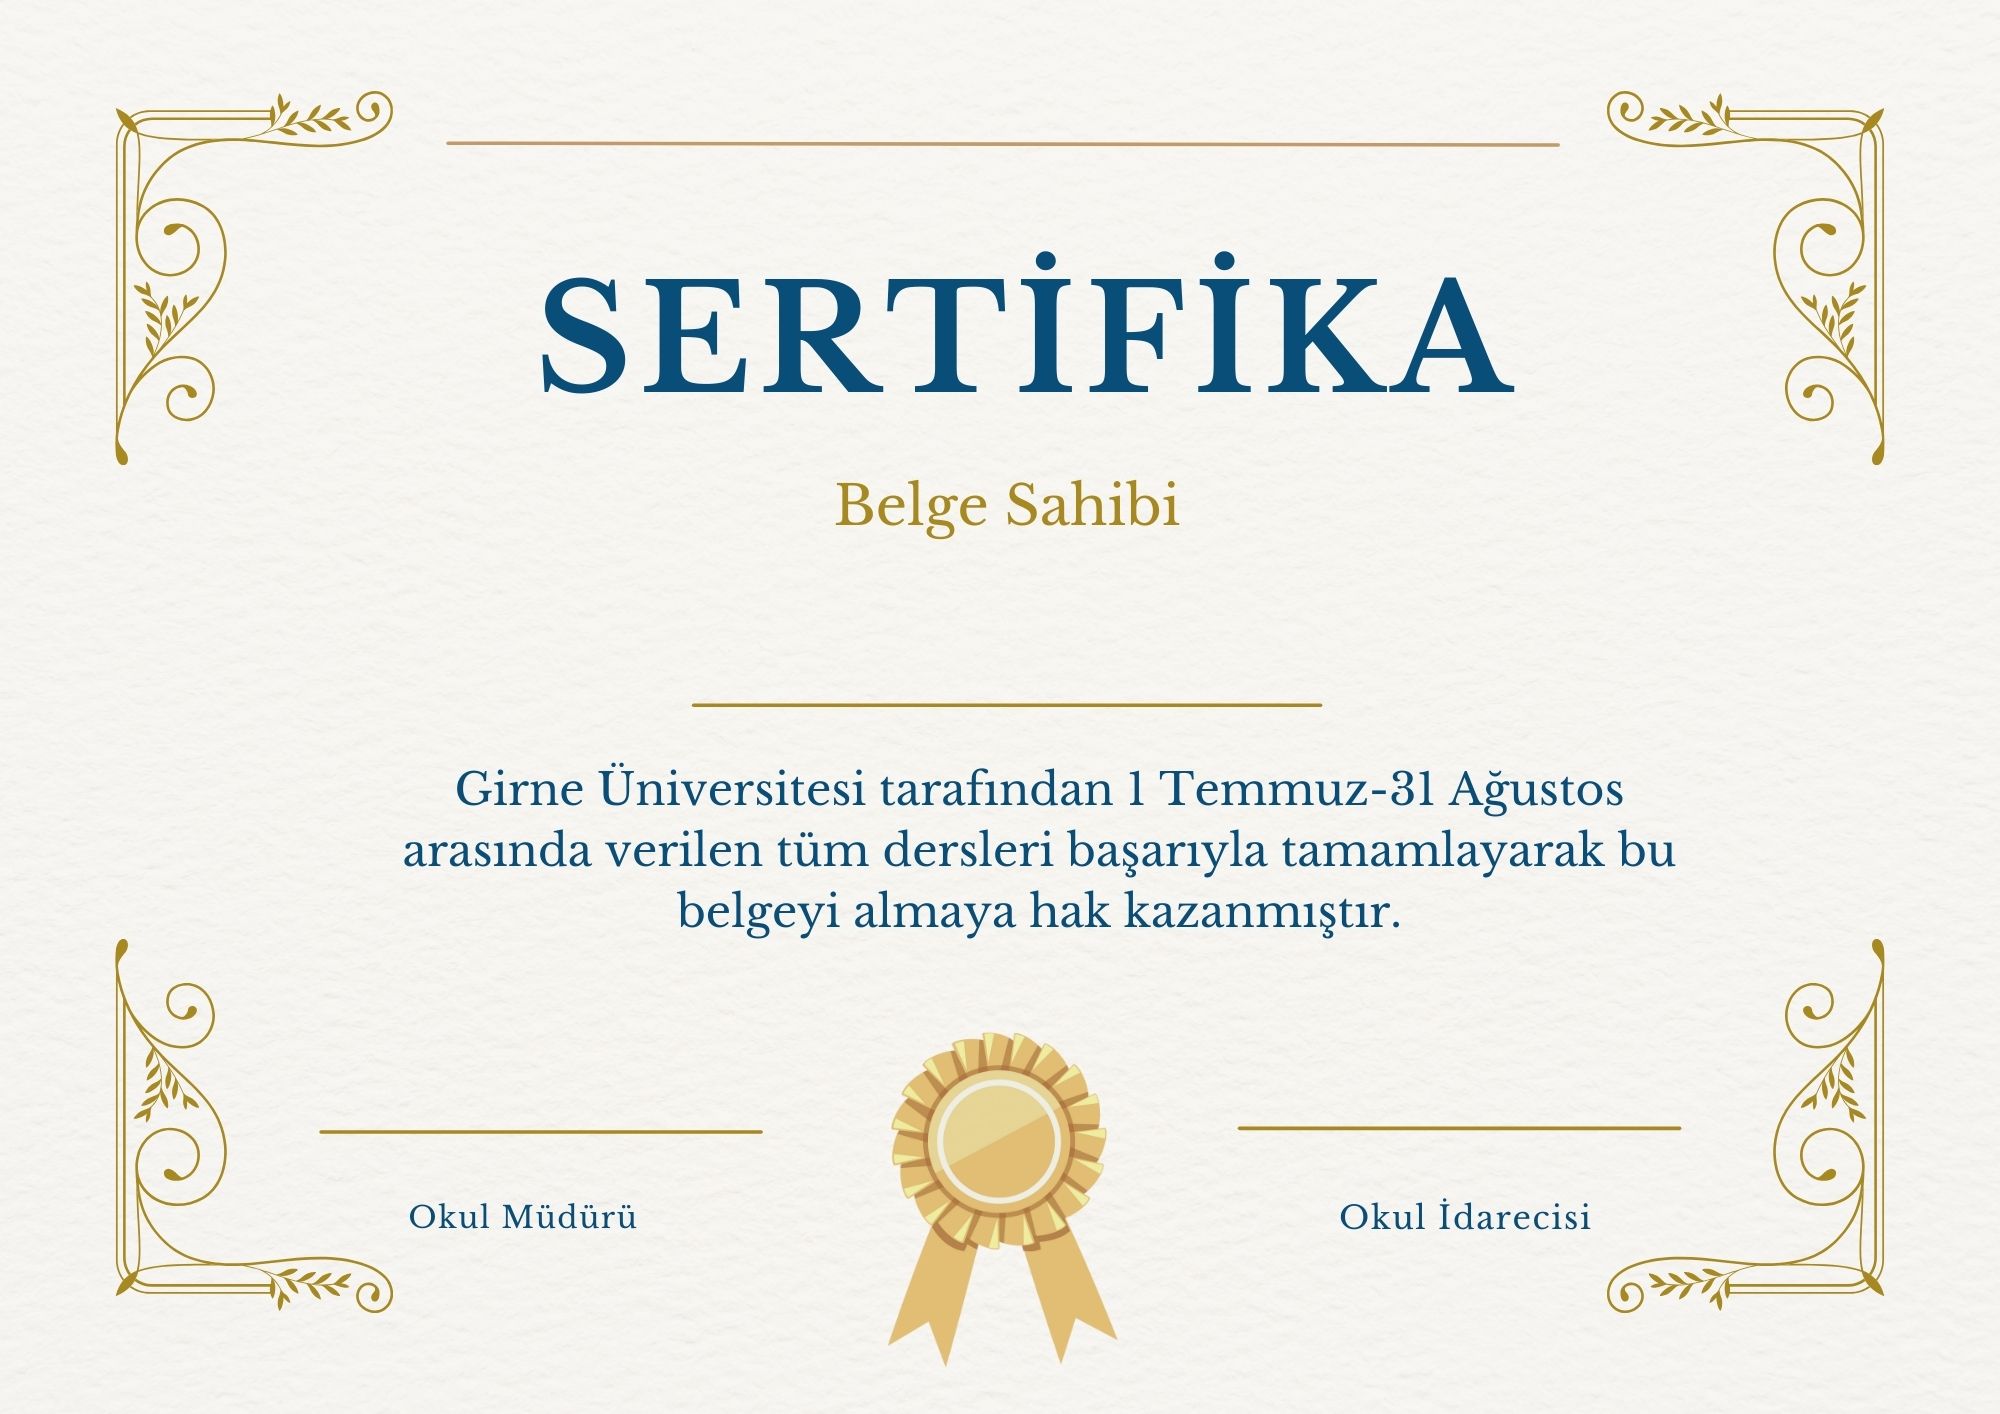 SERTİFİKA
Belge Sahibi
Girne Üniversitesi tarafından 1 Temmuz-31 Ağustos
arasında verilen tüm dersleri başarıyla tamamlayarak bu
belgeyi almaya hak kazanmıştır.
Okul Müdürü
Okul İdarecisi